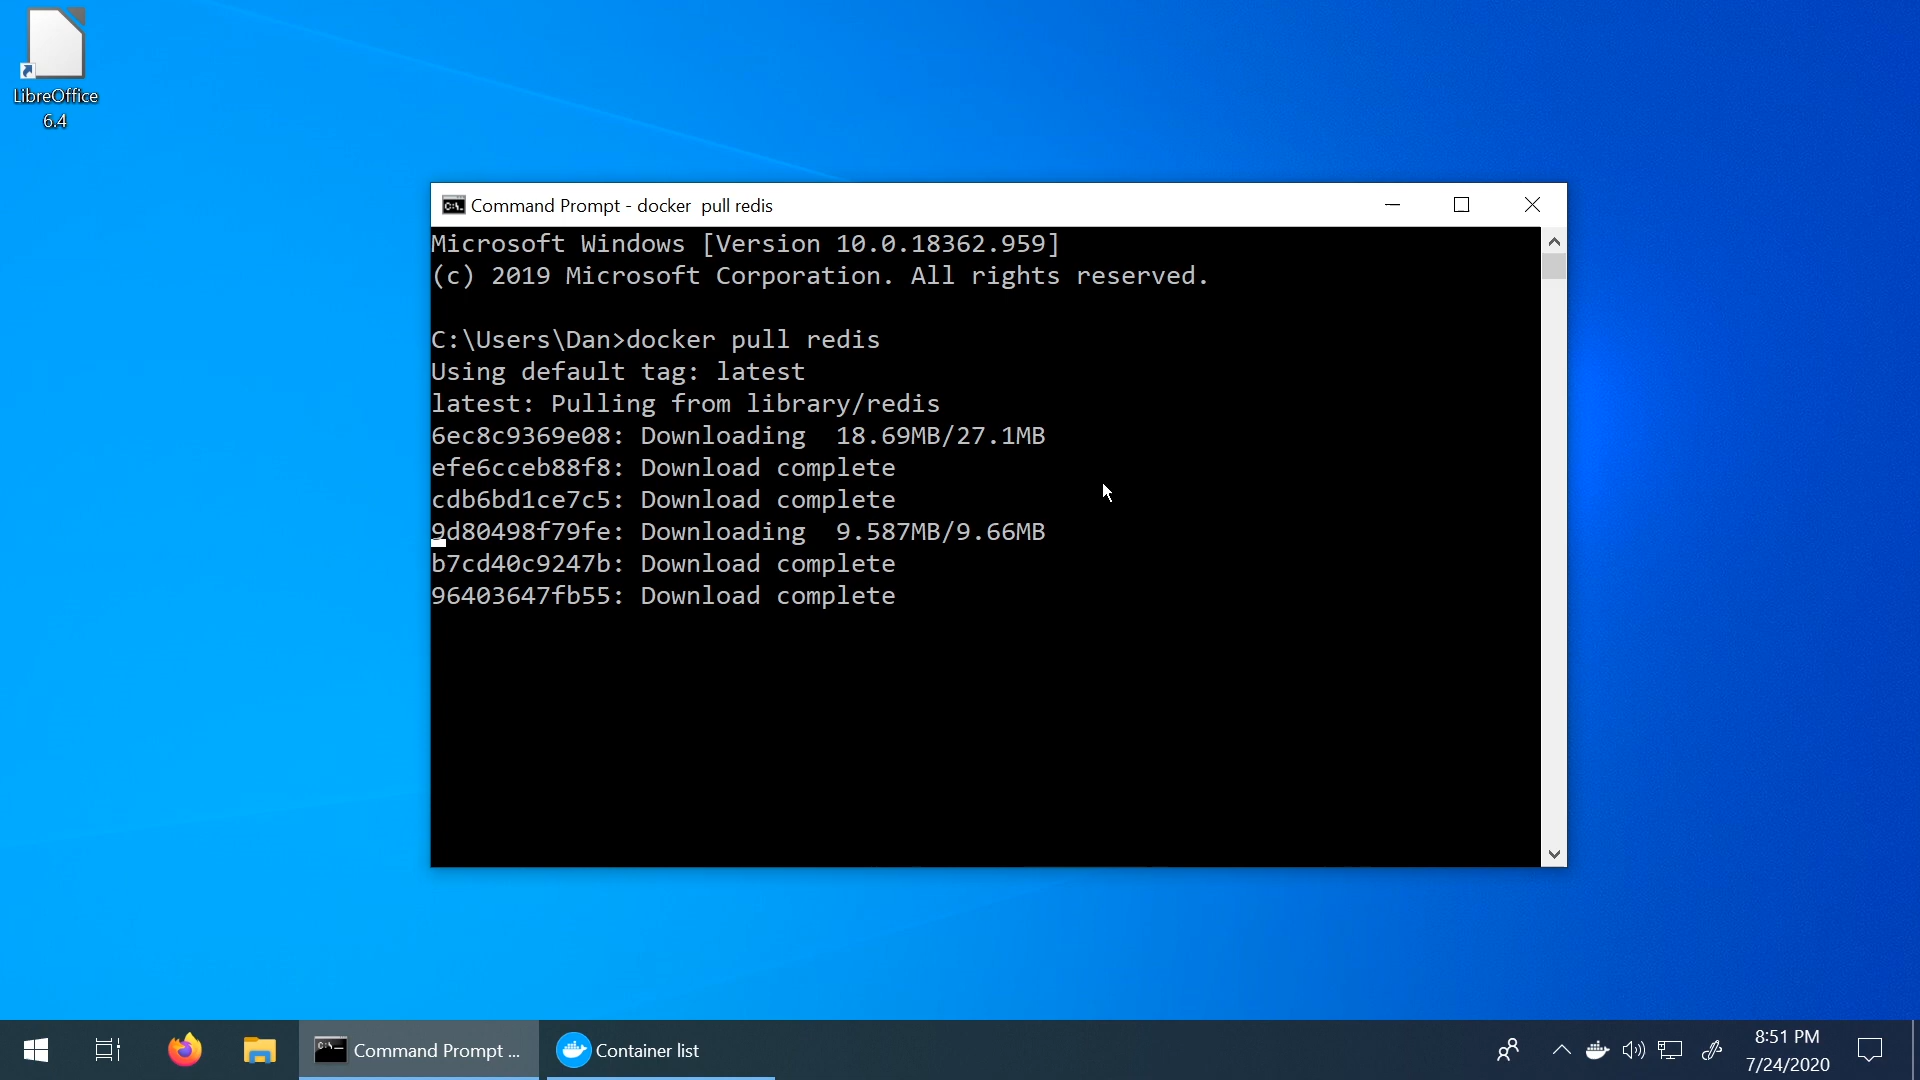 LibreOffice
6.4
Command Prompt - docker  pull redis
Microsoft Windows [Version 10.0.18362.959]
(c) 2019 Microsoft Corporation. All rights reserved.
C:\Users\Dan>docker pull redis
Using default tag: latest
latest: Pulling from library/redis
6ec8c9369e08: Downloading  18.69MB/27.1MB
efe6cceb88f8: Download complete
cdb6bd1ce7c5: Download complete
9d80498f79fe: Downloading  9.587MB/9.66MB
b7cd40c9247b: Download complete
96403647fb55: Download complete
Command Prompt ...
Container list
8:51 PM
7/24/2020